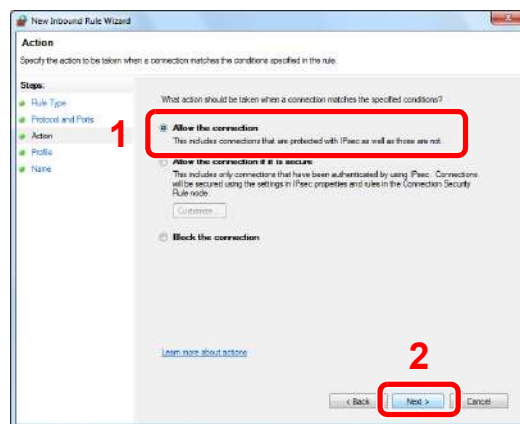 New Inbound Rule Wizard
Action
Specify the action to be taken when a connection matches the conditions specified in the rule.
Steps:
Rule Type
Protocol and Ports
Action
Profile
Name
What action should be taken when a connection matches the specified conditions?
1
Allow the connection
This includes connections that are protected with IPsec as well as those are not.
Allow the connection if it is secure
This includes only connections that have been authenticated by using IPsec. Connections
will be secured using the settings in IPsec properties and rules in the Connection Security
Rule node.
Customize...
Block the connection
Learn more about actions
2
< Back
Next >
Cancel